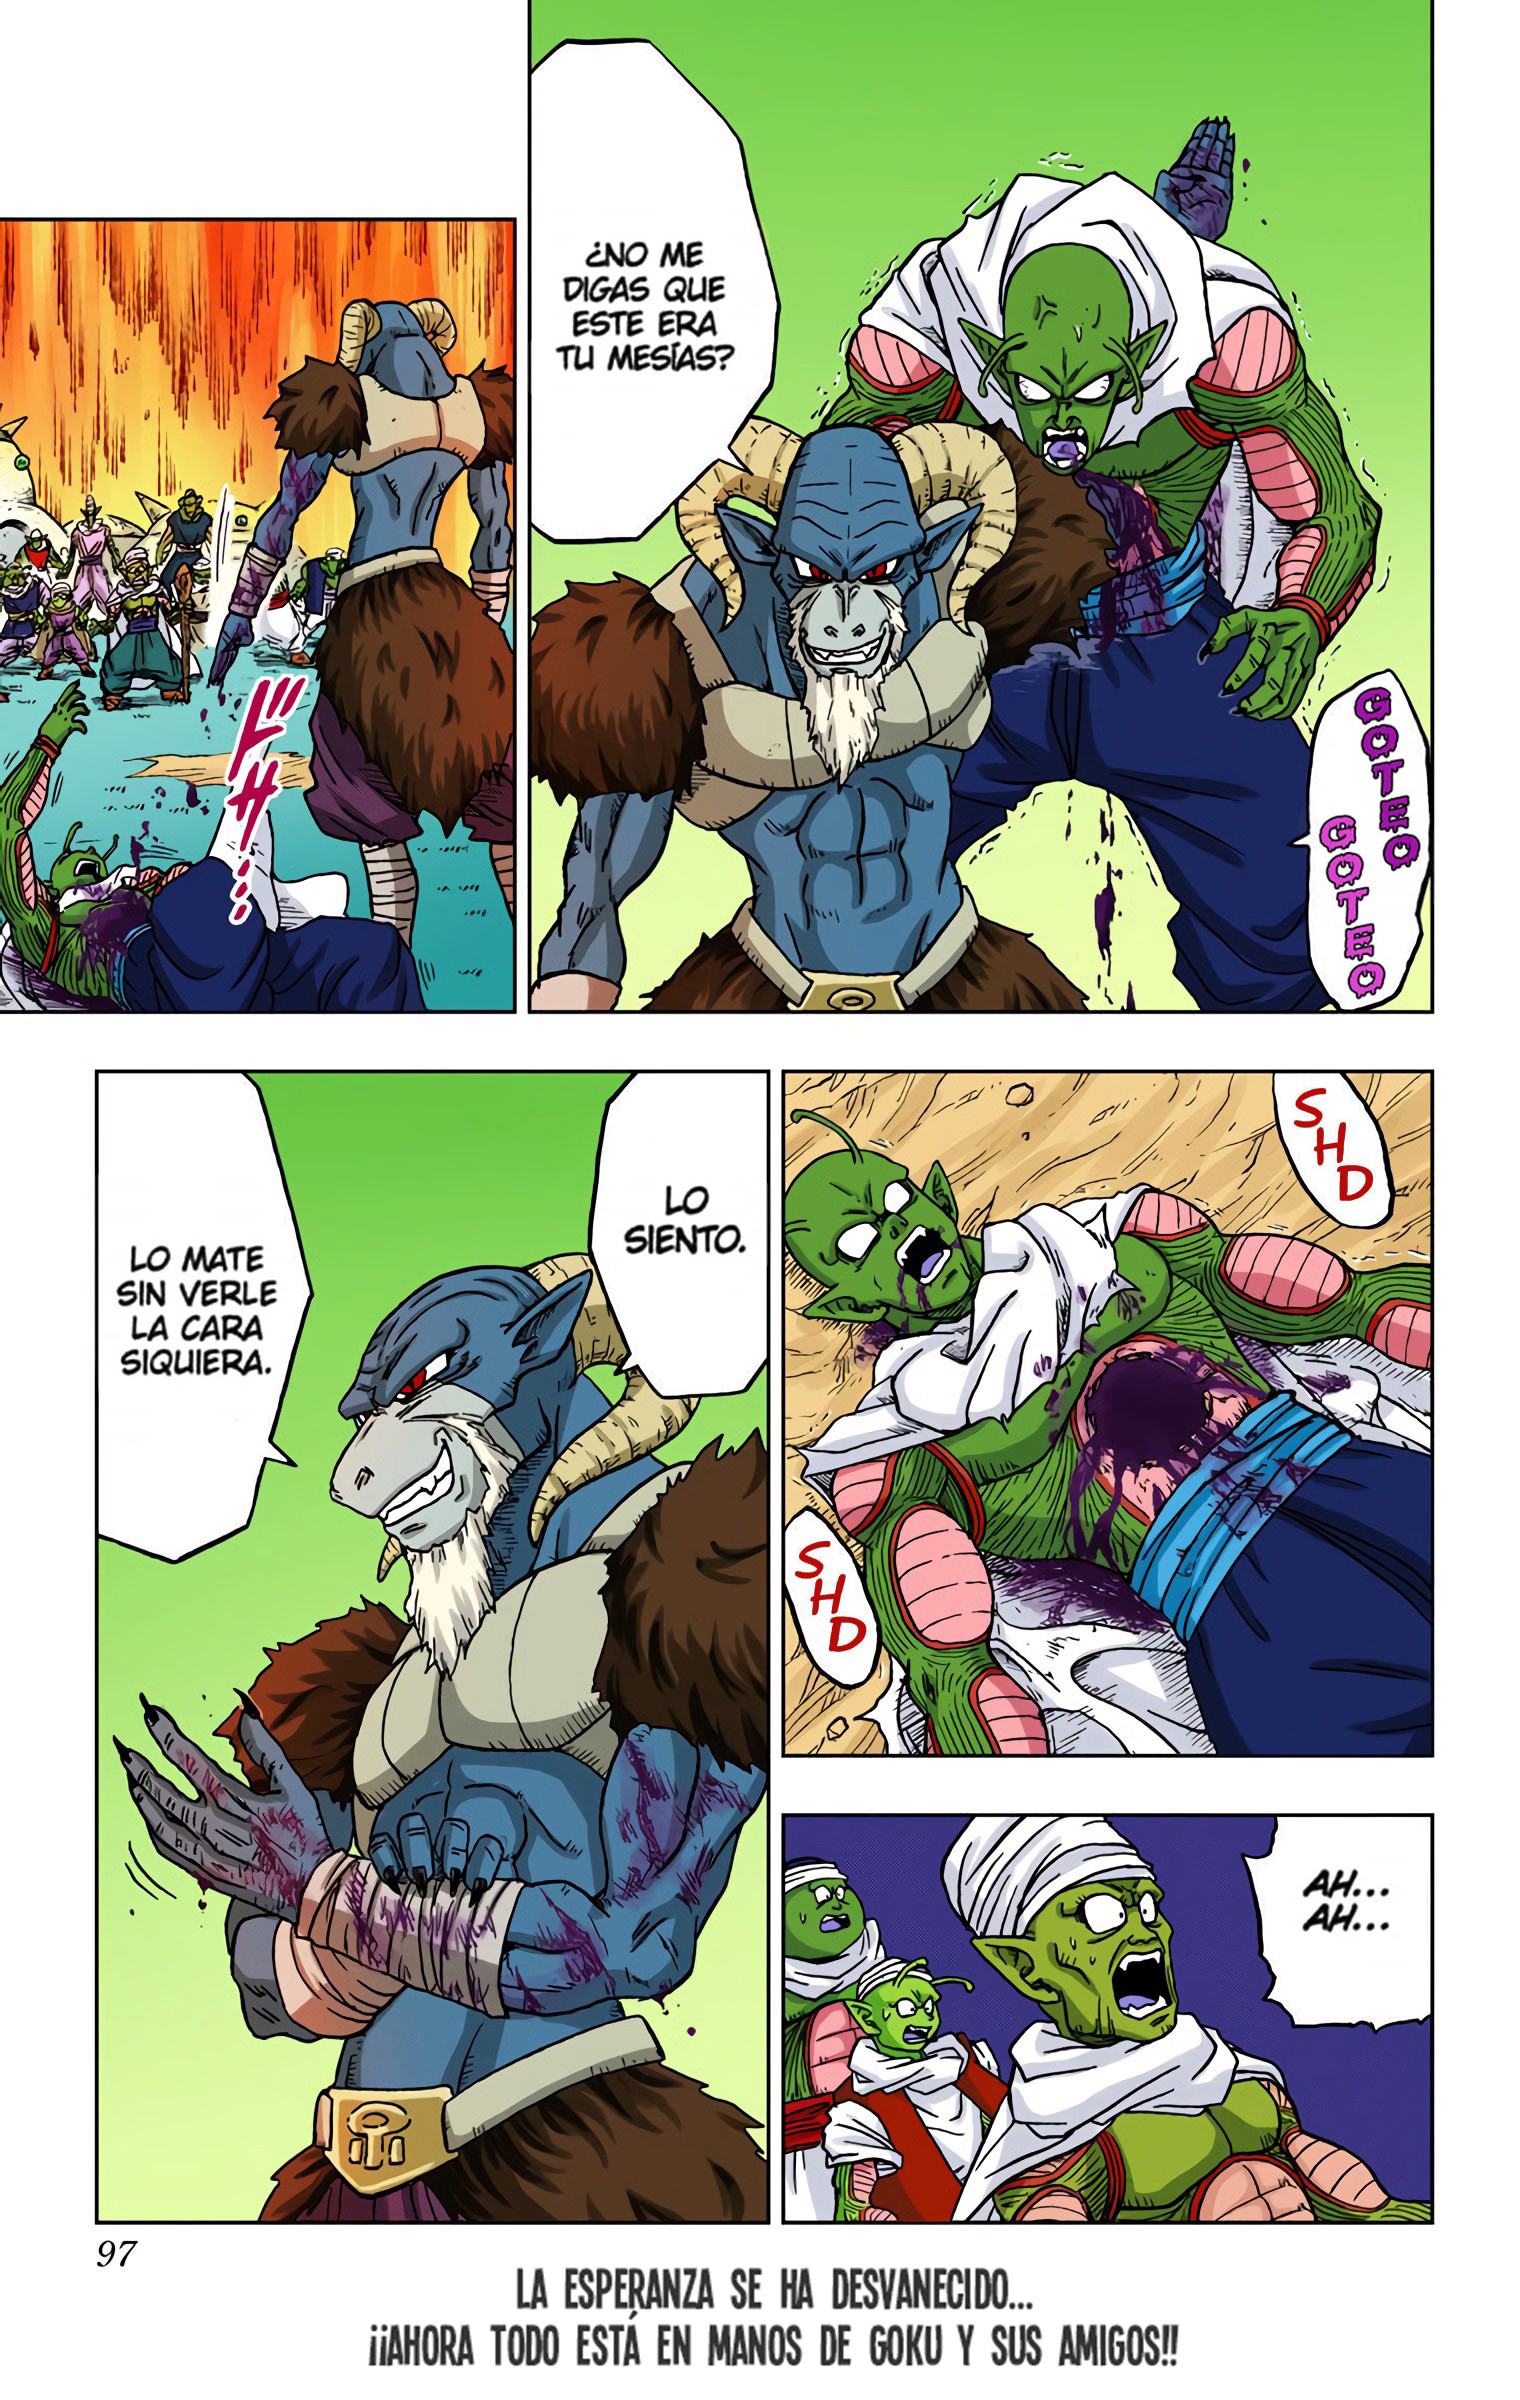 ¿NO ME
DIGAS QUE
ESTE ERA
TU MESÍAS?
GOTEO
GOTEO
ドサ...
SHD
SHD
AH...
AH...
LO
SIENTO.
LO MATE
SIN VERLE
LA CARA
SIQUIERA.
97
LA ESPERANZA SE HA DESVANECIDO...
¡¡AHORA TODO ESTÁ EN MANOS DE GOKU Y SUS AMIGOS!!